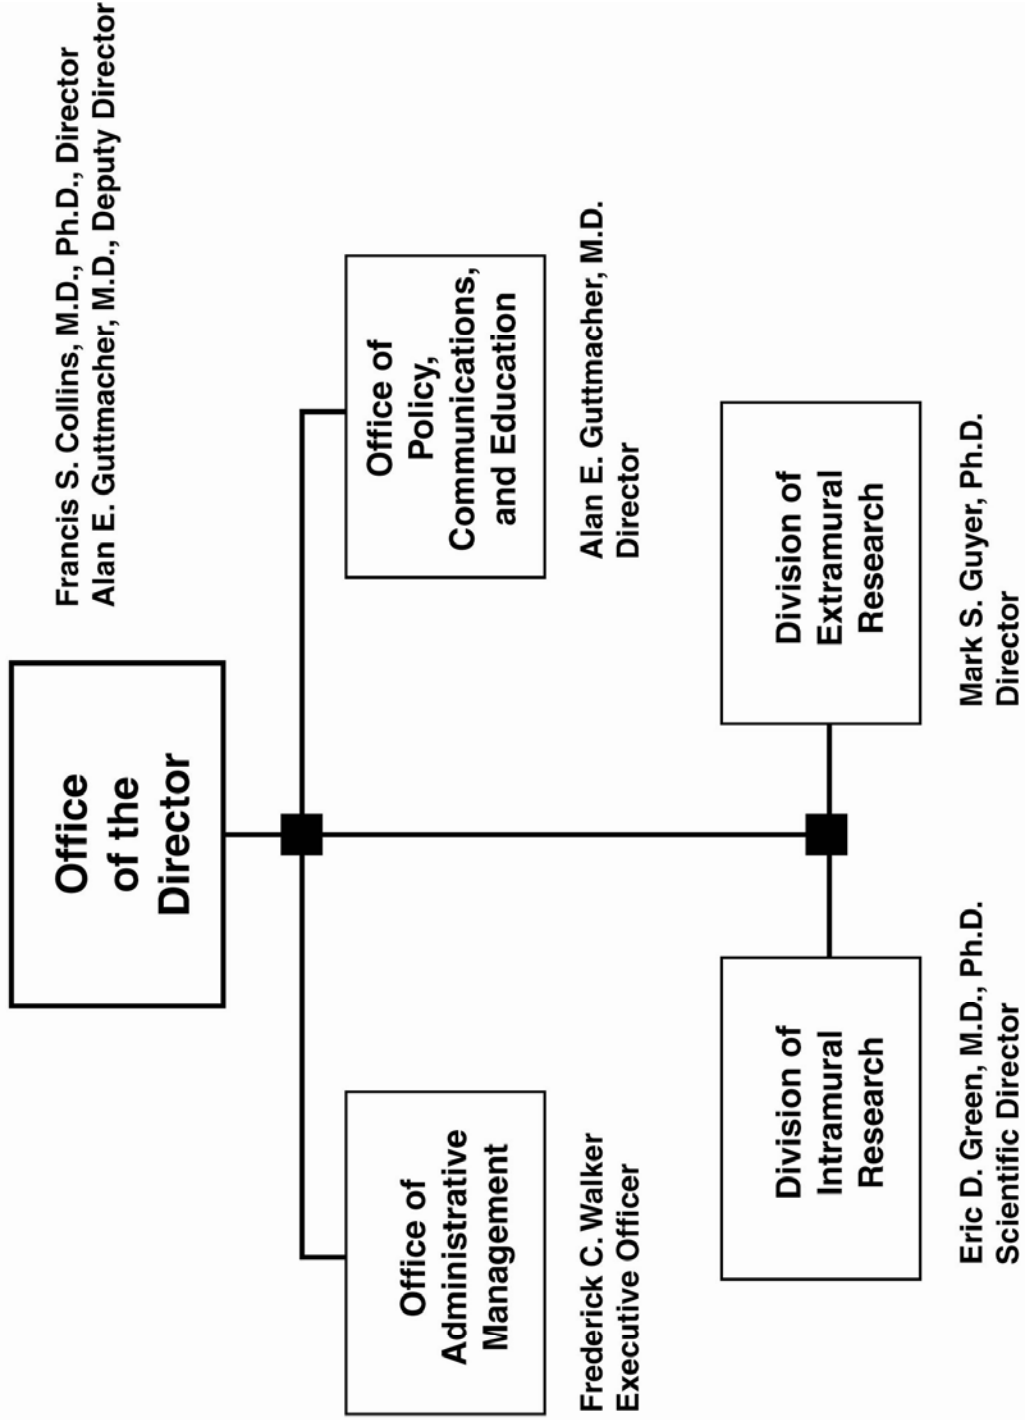 Office
of the
Director
Francis S. Collins, M.D., Ph.D., Director
Alan E. Guttmacher, M.D., Deputy Director
Office of
Administrative
Management
Frederick C. Walker
Executive Officer
Office of
Policy,
Communications,
and Education
Alan E. Guttmacher, M.D.
Director
Division of
Intramural
Research
Eric D. Green, M.D., Ph.D.
Scientific Director
Division of
Extramural
Research
Mark S. Guyer, Ph.D.
Director